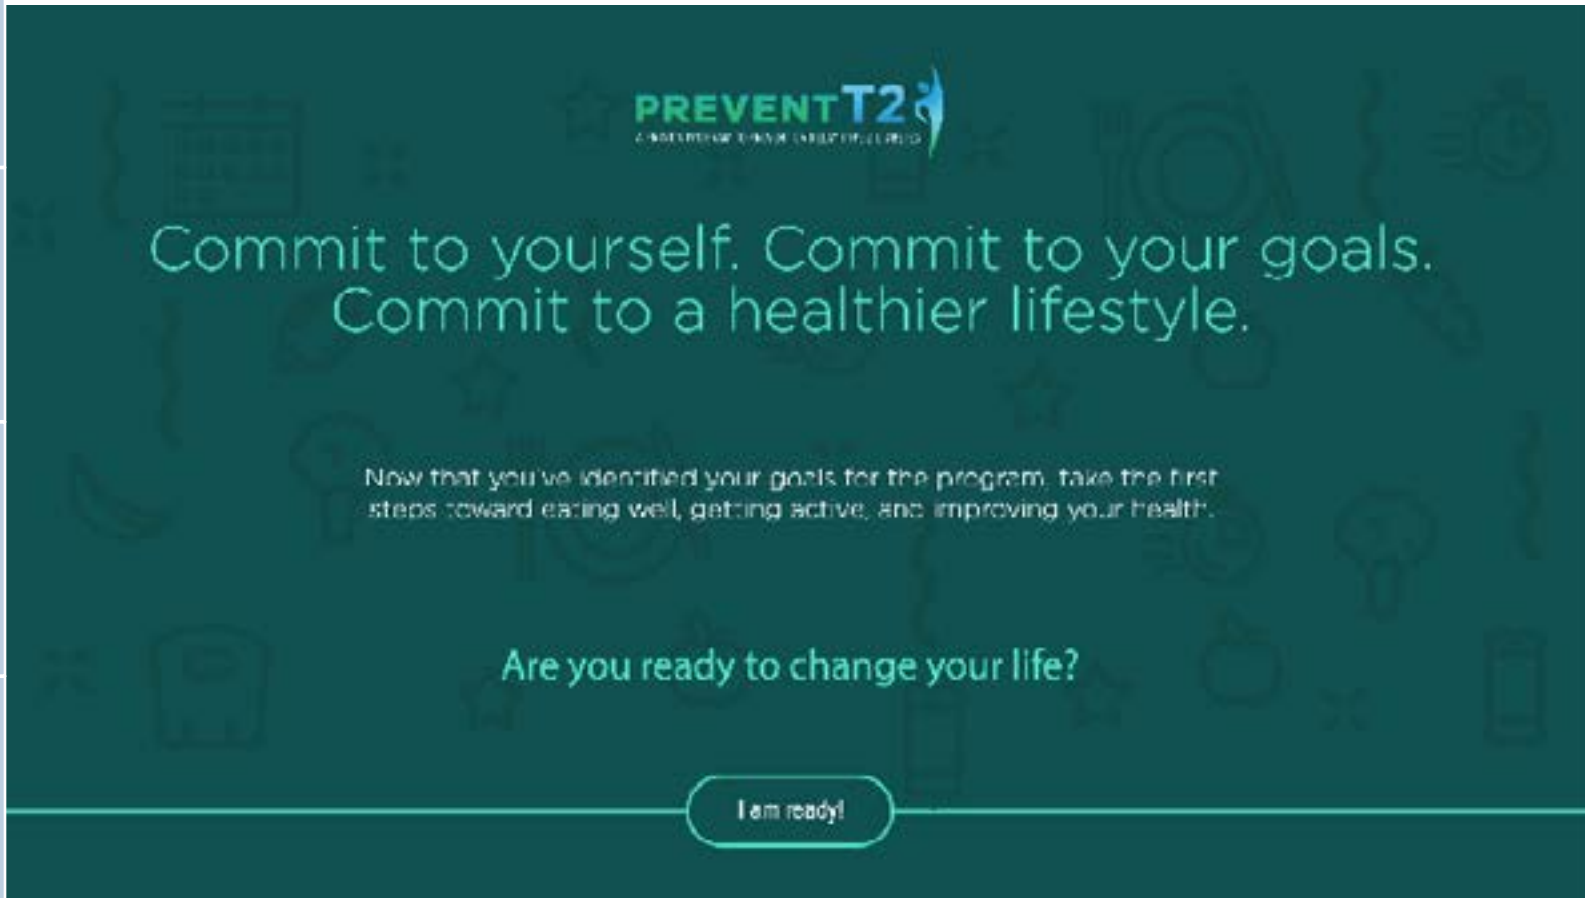 PREVENT T2
Commit to yourself. Commit to your goals.
Commit to a healthier lifestyle.
Now that you've identified your goals for the program, take the first
steps toward eating well, getting active, and improving your health.
Are you ready to change your life?
I am ready!